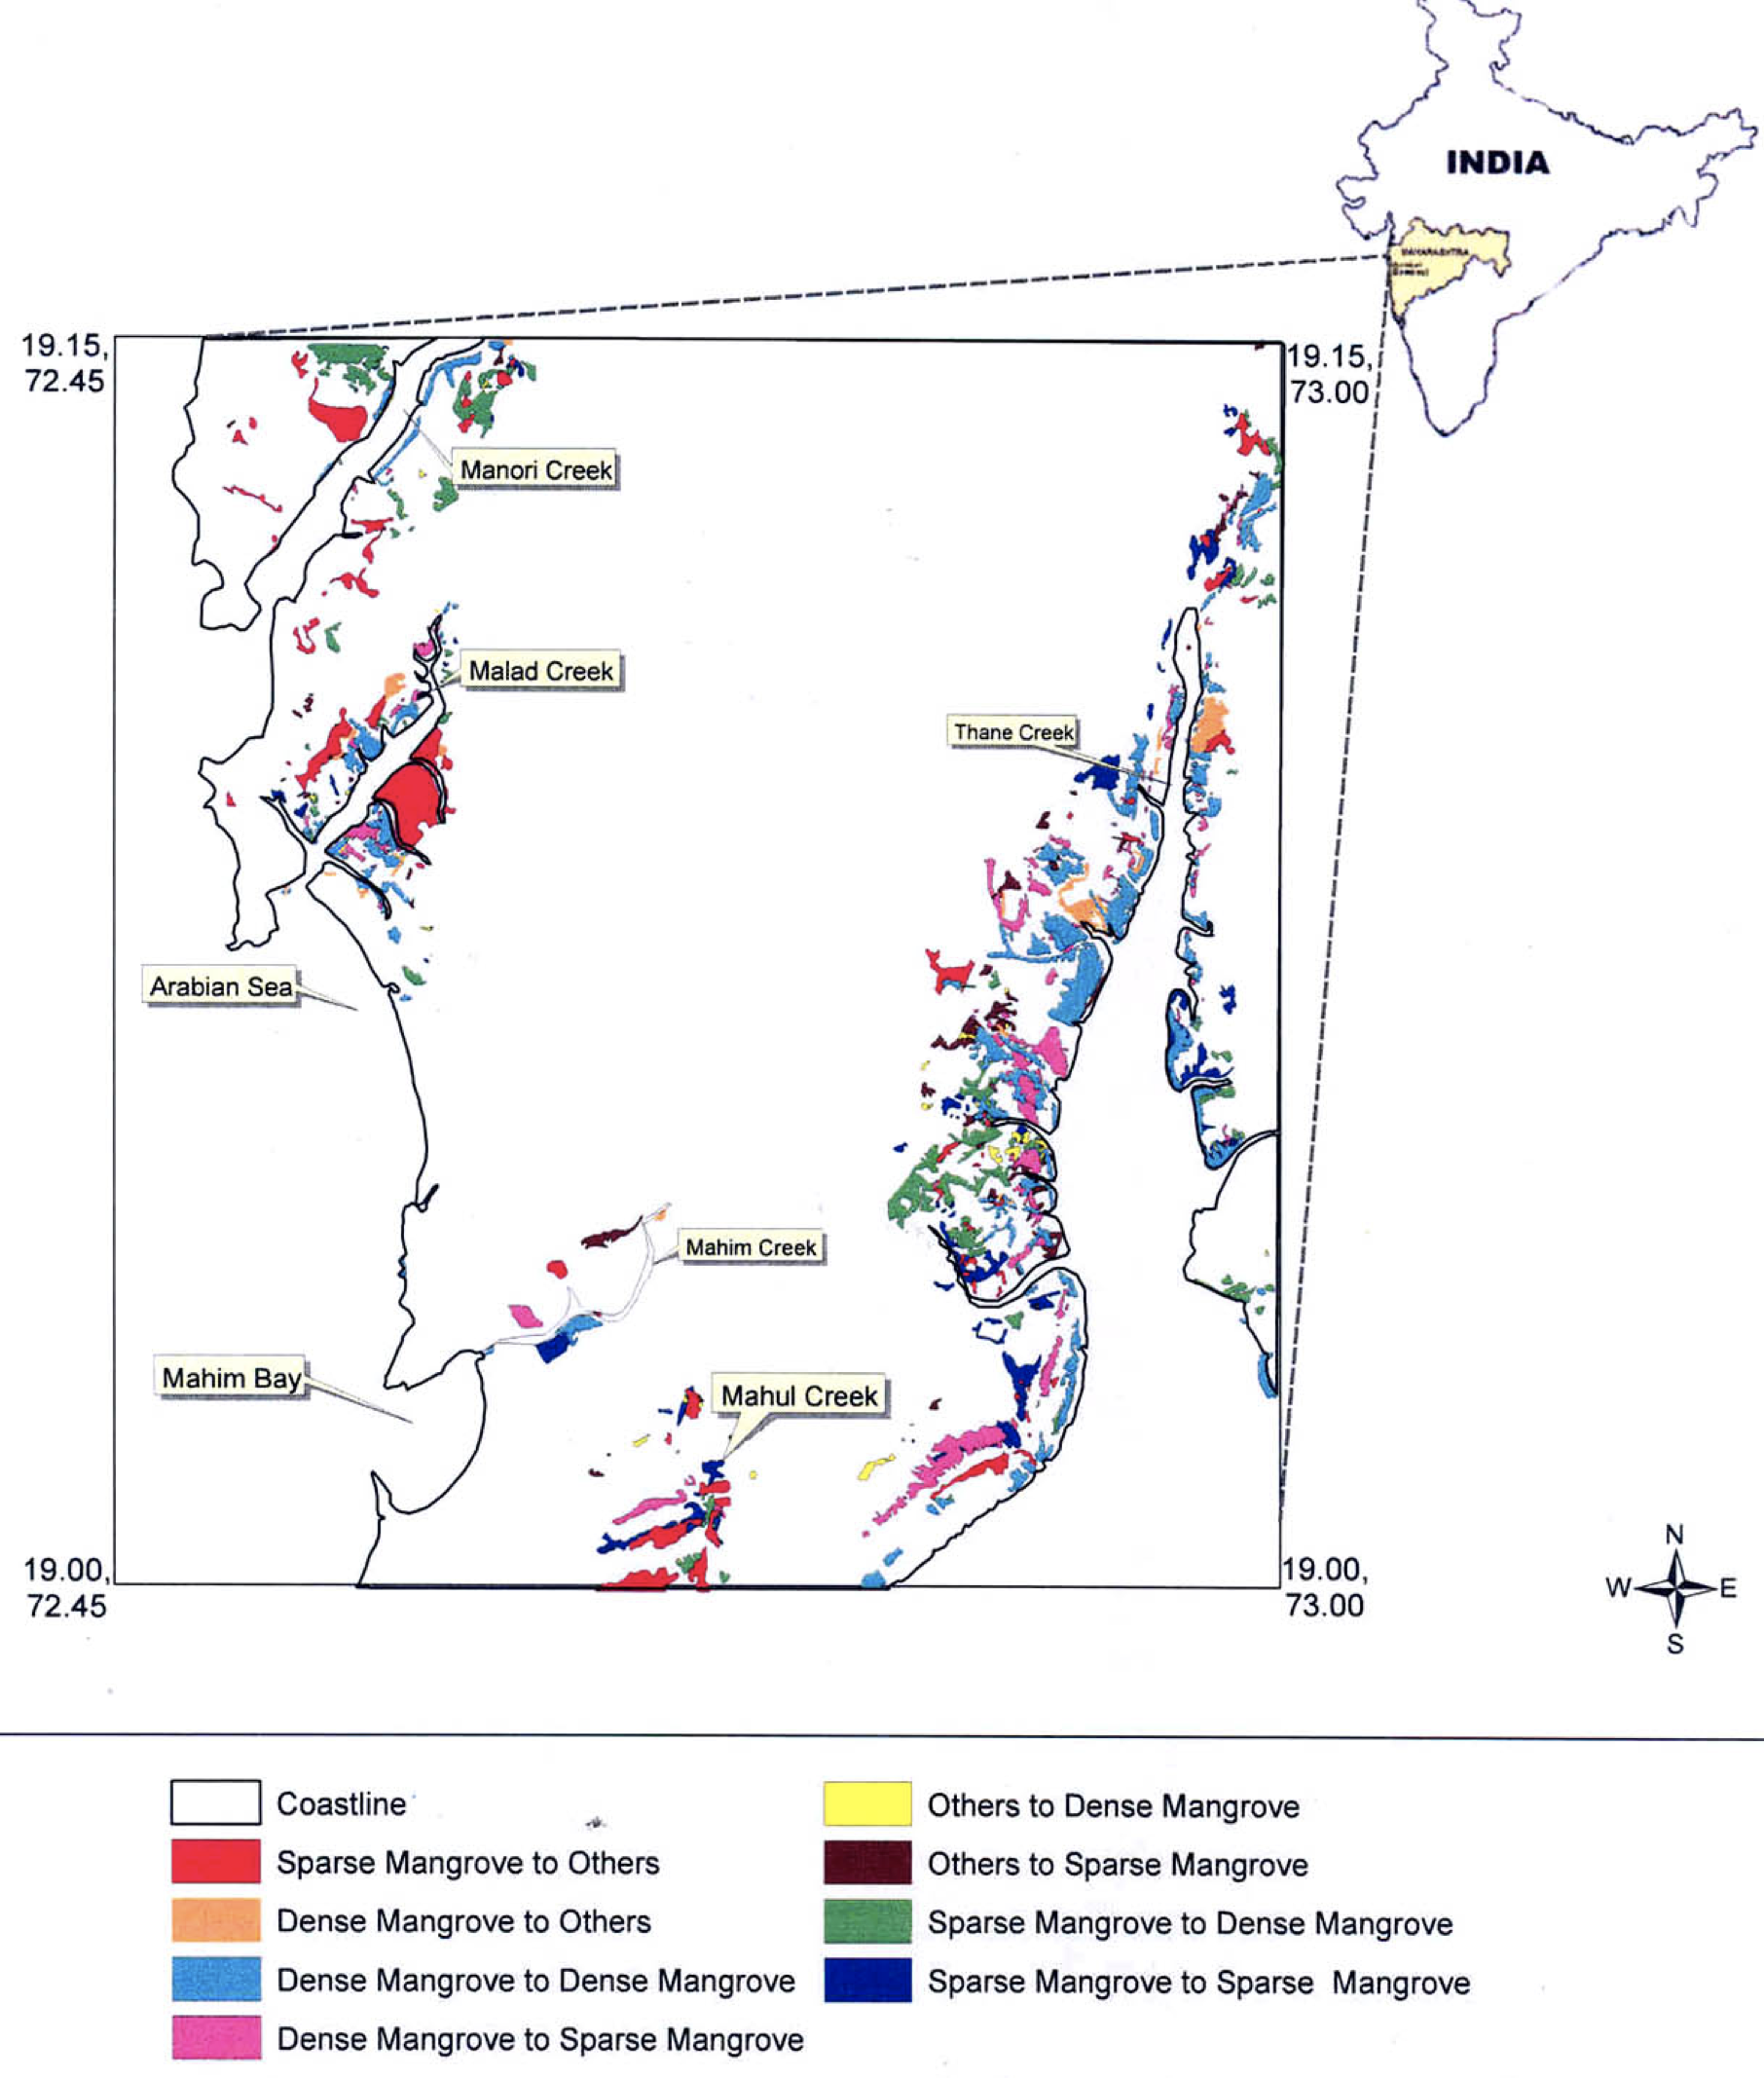 INDIA
MAHARASHTRA
19.15,
72.45
19.15,
73.00
Manori Creek
Malad Creek
Thane Creek
Arabian Sea
Mahim Creek
Mahim Bay
Mahul Creek
19.00,
72.45
19.00,
73.00
N
W E
S
Coastline
Sparse Mangrove to Others
Dense Mangrove to Others
Dense Mangrove to Dense Mangrove
Dense Mangrove to Sparse Mangrove
Others to Dense Mangrove
Others to Sparse Mangrove
Sparse Mangrove to Dense Mangrove
Sparse Mangrove to Sparse Mangrove